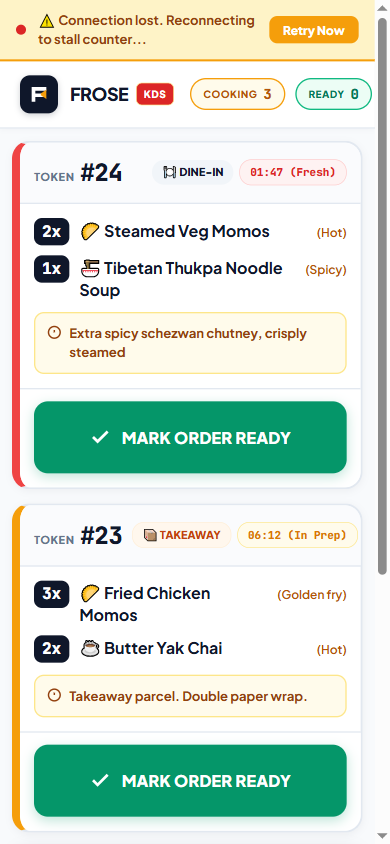 ⚠️ Connection lost. Reconnecting
to stall counter...
Retry Now
F
FROSE KDS
COOKING 3
READY 0
TOKEN #24
🍽️ DINE-IN
01:47 (Fresh)
2x 🥟 Steamed Veg Momos (Hot)
1x 🍜 Tibetan Thukpa Noodle (Spicy)
Soup
Extra spicy schezwan chutney, crisply
steamed
✓ MARK ORDER READY
TOKEN #23
📦 TAKEAWAY
06:12 (In Prep)
3x 🥟 Fried Chicken (Golden fry)
Momos
2x ☕ Butter Yak Chai (Hot)
Takeaway parcel. Double paper wrap.
✓ MARK ORDER READY